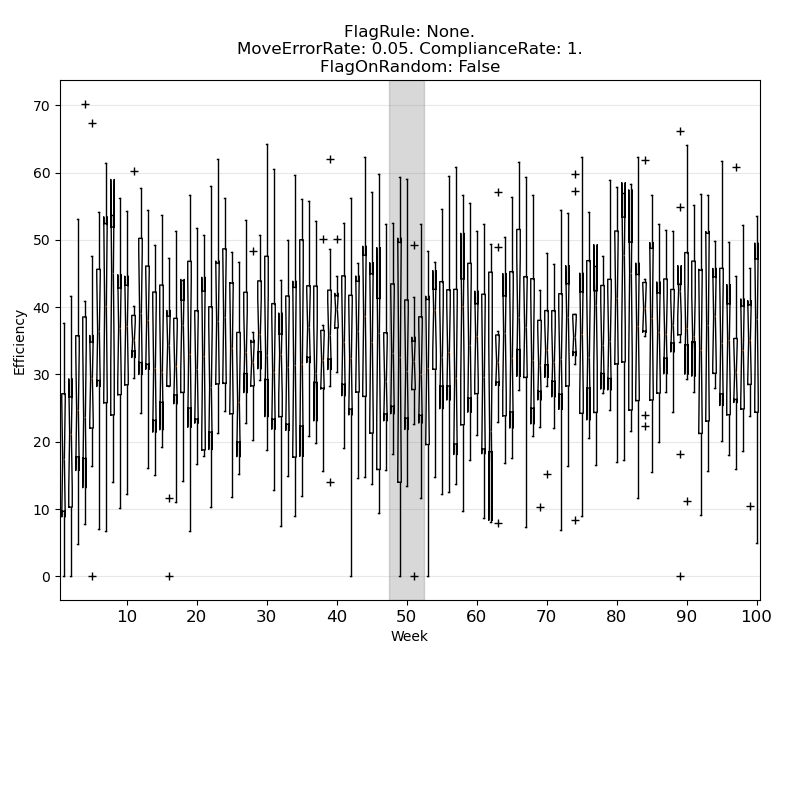 FlagRule: None.
MoveErrorRate: 0.05. ComplianceRate: 1.
FlagOnRandom: False
70
60
50
40
30
20
10
0
Efficiency
10 20 30 40 50 60 70 80 90 100
Week